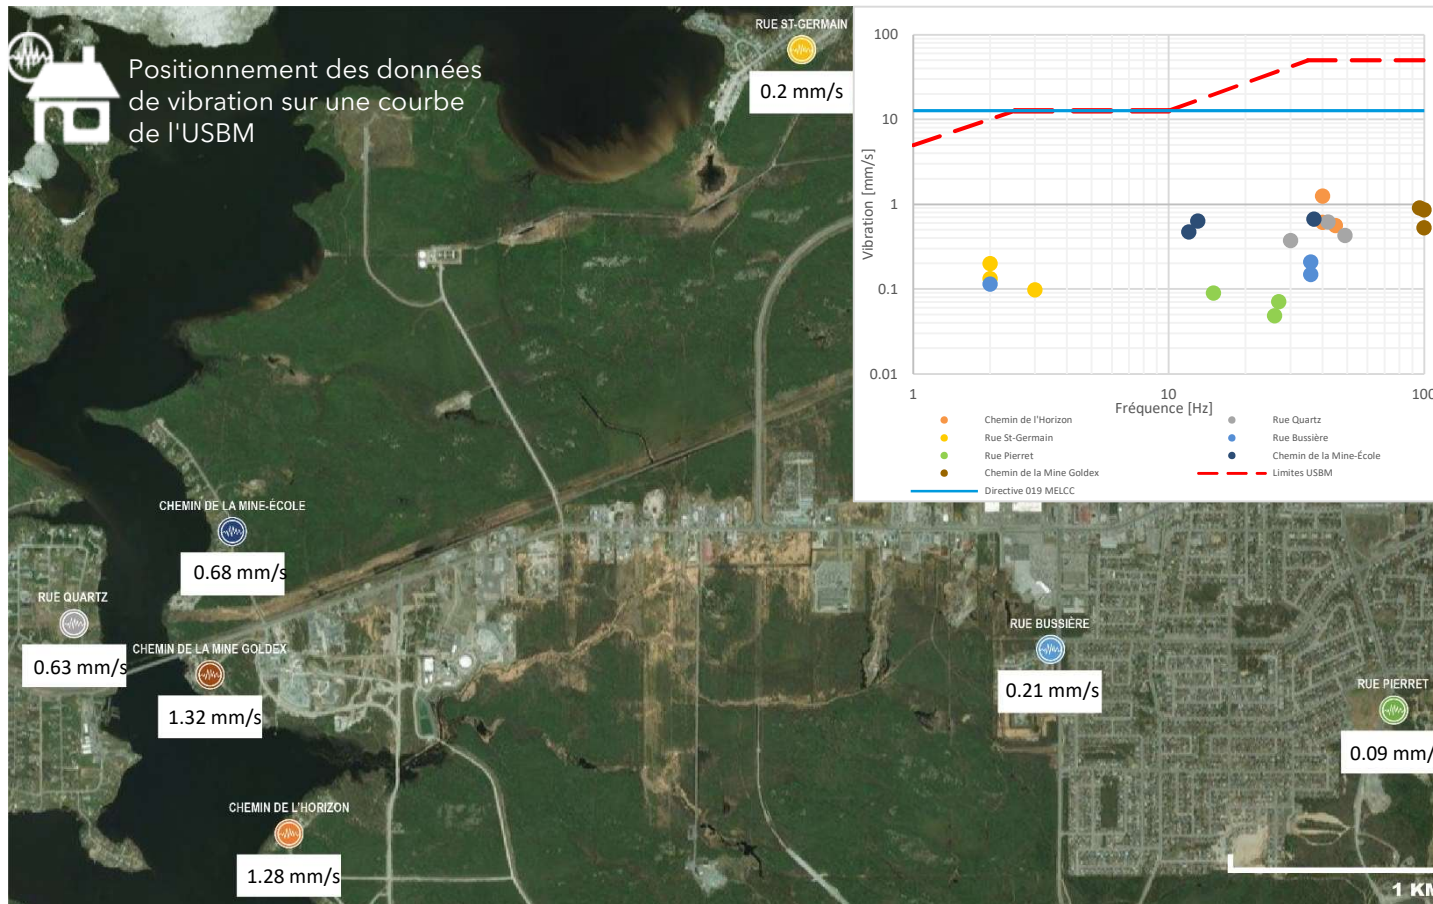 Positionnement des données
de vibration sur une courbe
de l'USBM
RUE ST-GERMAIN
0.2 mm/s
100
10
1
0.1
0.01
Vibration [mm/s]
1
10
100
Fréquence [Hz]
Chemin de l'Horizon
Rue Quartz
Rue St-Germain
Rue Bussière
Rue Pierret
Chemin de la Mine-École
Chemin de la Mine Goldex
Limites USBM
Directive 019 MELCC
CHEMIN DE LA MINE-ÉCOLE
0.68 mm/s
RUE QUARTZ
0.63 mm/s
CHEMIN DE LA MINE GOLDEX
1.32 mm/s
RUE BUSSIÈRE
0.21 mm/s
RUE PIERRET
0.09 mm/
CHEMIN DE L'HORIZON
1.28 mm/s
1 KM